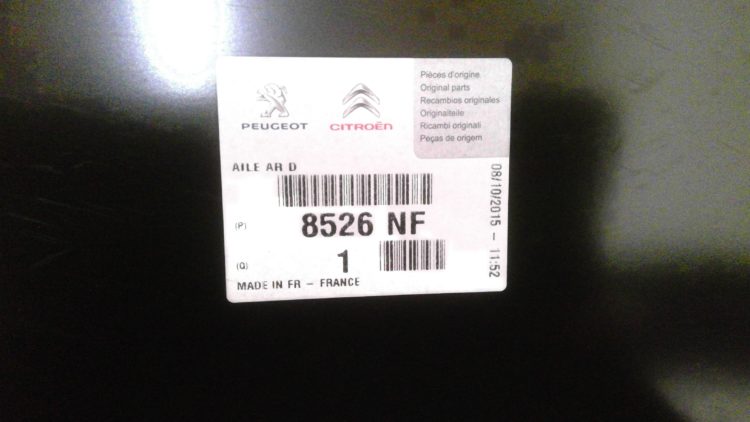 PEUGEOT
CITROËN
Pièces d'origine
Original parts
Recambios originales
Originalteile
Ricambi originali
Peças de origem
AILE AR D
(P) 8526 NF
(Q) 1
MADE IN FR – FRANCE
08/10/2015 – 11:52